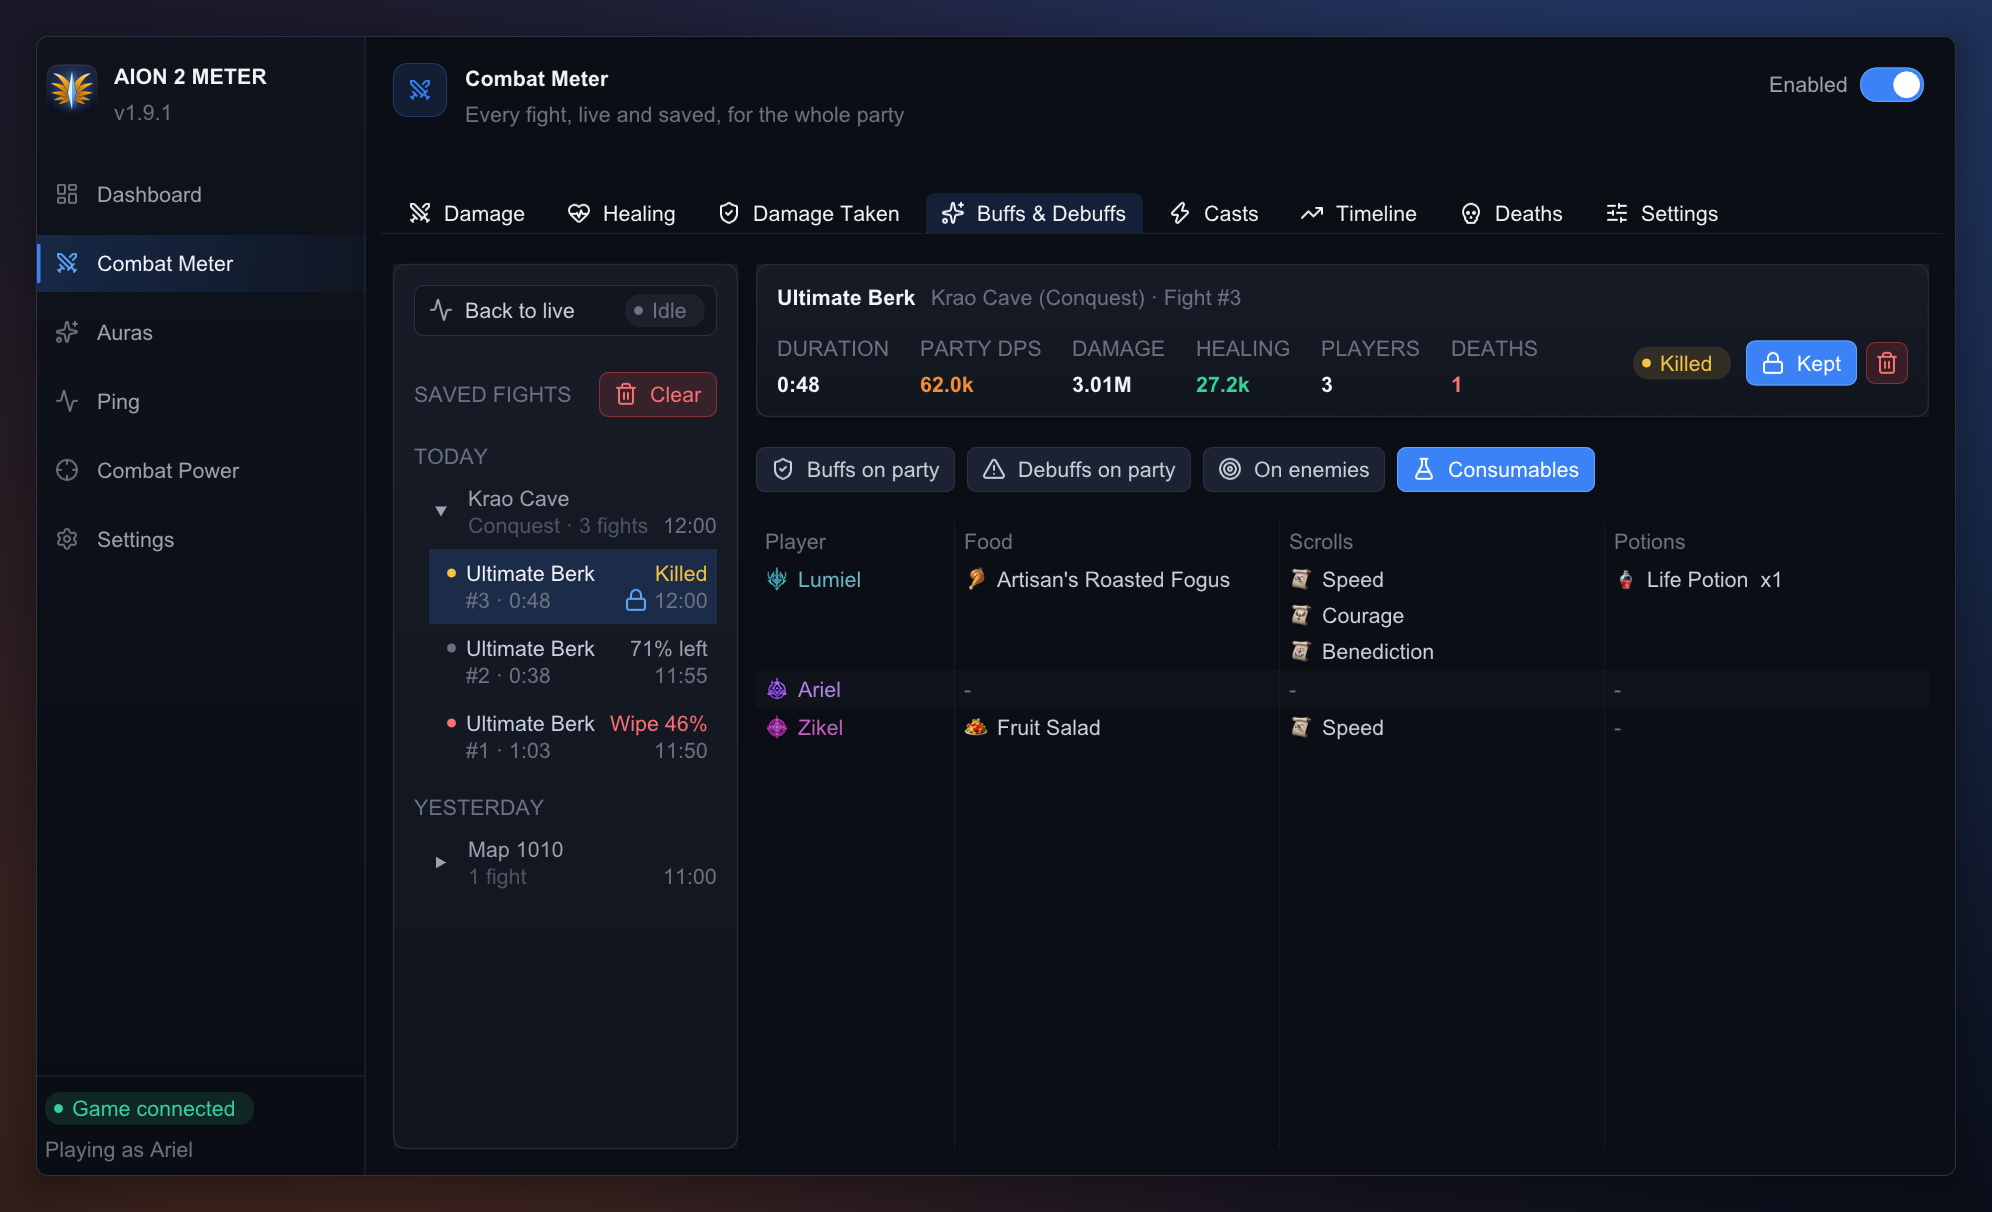 AION 2 METER
v1.9.1
Dashboard
Combat Meter
Auras
Ping
Combat Power
Settings
Game connected
Playing as Ariel
Combat Meter
Every fight, live and saved, for the whole party
Enabled
Damage
Healing
Damage Taken
Buffs & Debuffs
Casts
Timeline
Deaths
Settings
Back to live
Idle
SAVED FIGHTS
Clear
TODAY
Krao Cave
Conquest · 3 fights 12:00
Ultimate Berk Killed
#3 · 0:48 12:00
Ultimate Berk 71% left
#2 · 0:38 11:55
Ultimate Berk Wipe 46%
#1 · 1:03 11:50
YESTERDAY
Map 1010
1 fight 11:00
Ultimate Berk Krao Cave (Conquest) · Fight #3
DURATION PARTY DPS DAMAGE HEALING PLAYERS DEATHS
0:48 62.0k 3.01M 27.2k 3 1
Killed
Kept
Buffs on party
Debuffs on party
On enemies
Consumables
Player Food Scrolls Potions
Lumiel Artisan's Roasted Fogus Speed Life Potion x1
Courage
Benediction
Ariel - - -
Zikel Fruit Salad Speed -